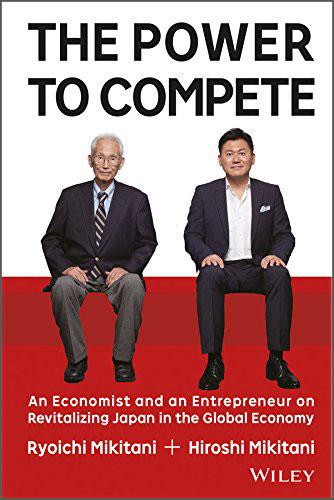 THE POWER
TO COMPETE
An Economist and an Entrepreneur on
Revitalizing Japan in the Global Economy
Ryoichi Mikitani + Hiroshi Mikitani
WILEY